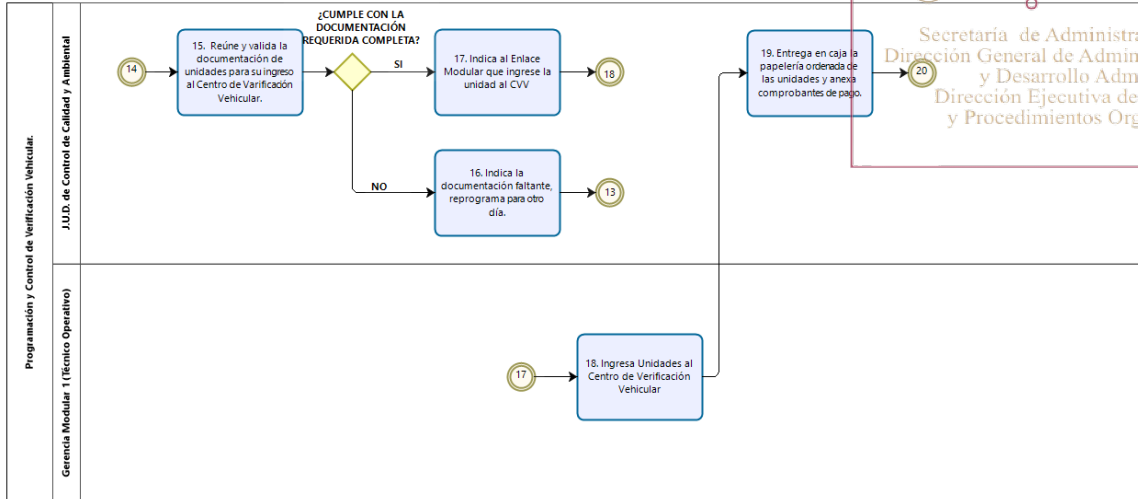 Programación y Control de Verificación Vehicular.
J.U.D. de Control de Calidad y Ambiental
14
15. Reúne y valida la
documentación de
unidades para su ingreso
al Centro de Varificación
Vehicular.
¿CUMPLE CON LA
DOCUMENTACIÓN
REQUERIDA COMPLETA?
SI
17. Indica al Enlace
Modular que ingrese la
unidad al CVV
18
NO
16. Indica la
documentación faltante,
reprograma para otro
día.
13
19. Entrega en caja la
papelería ordenada de
las unidades y anexa
comprobantes de pago.
20
Secretaría de Administra
Dirección General de Admin
y Desarrollo Adm
Dirección Ejecutiva de
y Procedimientos Org
Gerencia Modular 1 (Técnico Operativo)
17
18. Ingresa Unidades al
Centro de Verificación
Vehicular